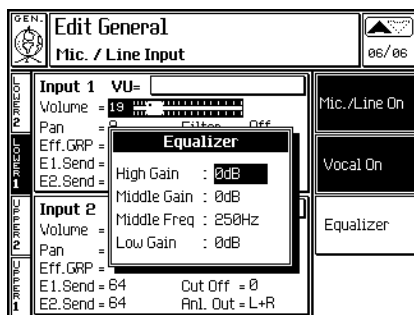 GEN.
Edit General
Mic. / Line Input
06/06
LOWER 2
LOWER 1
UPPER 2
UPPER 1
Input 1 VU=
Volume = 19
Pan =
Filter Off
Eff.GRP =
E1.Send =
E2.Send =
Input 2
Volume =
Pan =
Eff.GRP =
E1.Send = 64 Cut Off = 0
E2.Send = 64 Anl. Out = L+R
Equalizer
High Gain : 0dB
Middle Gain : 0dB
Middle Freq : 250Hz
Low Gain : 0dB
Mic./Line On
Vocal On
Equalizer